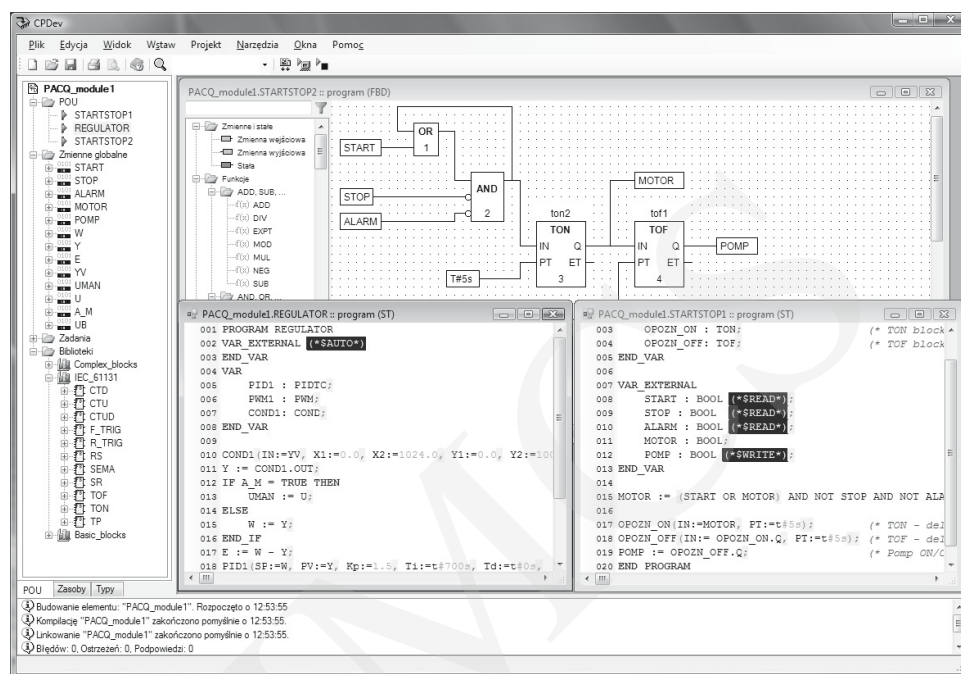 CPDev
Plik Edycja Widok Wstaw Projekt Narzędzia Okna Pomoc
PACQ_module1
POU
STARTSTOP1
REGULATOR
STARTSTOP2
Zmienne globalne
START
STOP
ALARM
MOTOR
POMP
W
Y
E
YV
UMAN
U
A_M
UB
Zadania
Biblioteki
Complex_blocks
IEC_61131
CTD
CTU
CTUD
F_TRIG
R_TRIG
RS
SEMA
SR
TOF
TON
TP
Basic_blocks
POU Zasoby Typy
PACQ_module1.STARTSTOP2 :: program (FBD)
Zmienne i stałe
Zmienna wejściowa
Zmienna wyjściowa
Stała
Funkcje
ADD, SUB, ...
f(x) ADD
f(x) DIV
f(x) EXPT
f(x) MOD
f(x) MUL
f(x) NEG
f(x) SUB
AND, OR, ...
START
OR
1
STOP
ALARM
AND
2
T#5s
ton2
TON
IN Q
PT ET
3
MOTOR
tof1
TOF
IN Q
PT ET
4
POMP
PACQ_module1.REGULATOR :: program (ST)
001 PROGRAM REGULATOR
002 VAR_EXTERNAL (*$AUTO*)
003 END_VAR
004 VAR
005 PID1 : PIDTC;
006 PWM1 : PWM;
007 COND1: COND;
008 END_VAR
009
010 COND1(IN:=YV, X1:=0.0, X2:=1024.0, Y1:=0.0, Y2:=100
011 Y := COND1.OUT;
012 IF A_M = TRUE THEN
013 UMAN := U;
014 ELSE
015 W := Y;
016 END_IF
017 E := W - Y;
018 PID1(SP:=W, PV:=Y, Kp:=1.5, Ti:=t#700s, Td:=t#0s,
PACQ_module1.STARTSTOP1 :: program (ST)
003 OPOZN_ON : TON; (* TON block
004 OPOZN_OFF: TOF; (* TOF block
005 END_VAR
006
007 VAR_EXTERNAL
008 START : BOOL (*$READ*);
009 STOP : BOOL (*$READ*);
010 ALARM : BOOL (*$READ*);
011 MOTOR : BOOL;
012 POMP : BOOL (*$WRITE*);
013 END_VAR
014
015 MOTOR := (START OR MOTOR) AND NOT STOP AND NOT ALA
016
017 OPOZN_ON(IN:=MOTOR, PT:=t#5s); (* TON - del
018 OPOZN_OFF(IN:= OPOZN_ON.Q, PT:=t#5s); (* TOF - del
019 POMP := OPOZN_OFF.Q; (* Pomp ON/O
020 END_PROGRAM
Budowanie elementu: "PACQ_module1". Rozpoczęto o 12:53:55
Kompilację "PACQ_module1" zakończono pomyślnie o 12:53:55.
Linkowanie "PACQ_module1" zakończono pomyślnie o 12:53:55.
Błędów: 0, Ostrzeżeń: 0, Podpowiedzi: 0